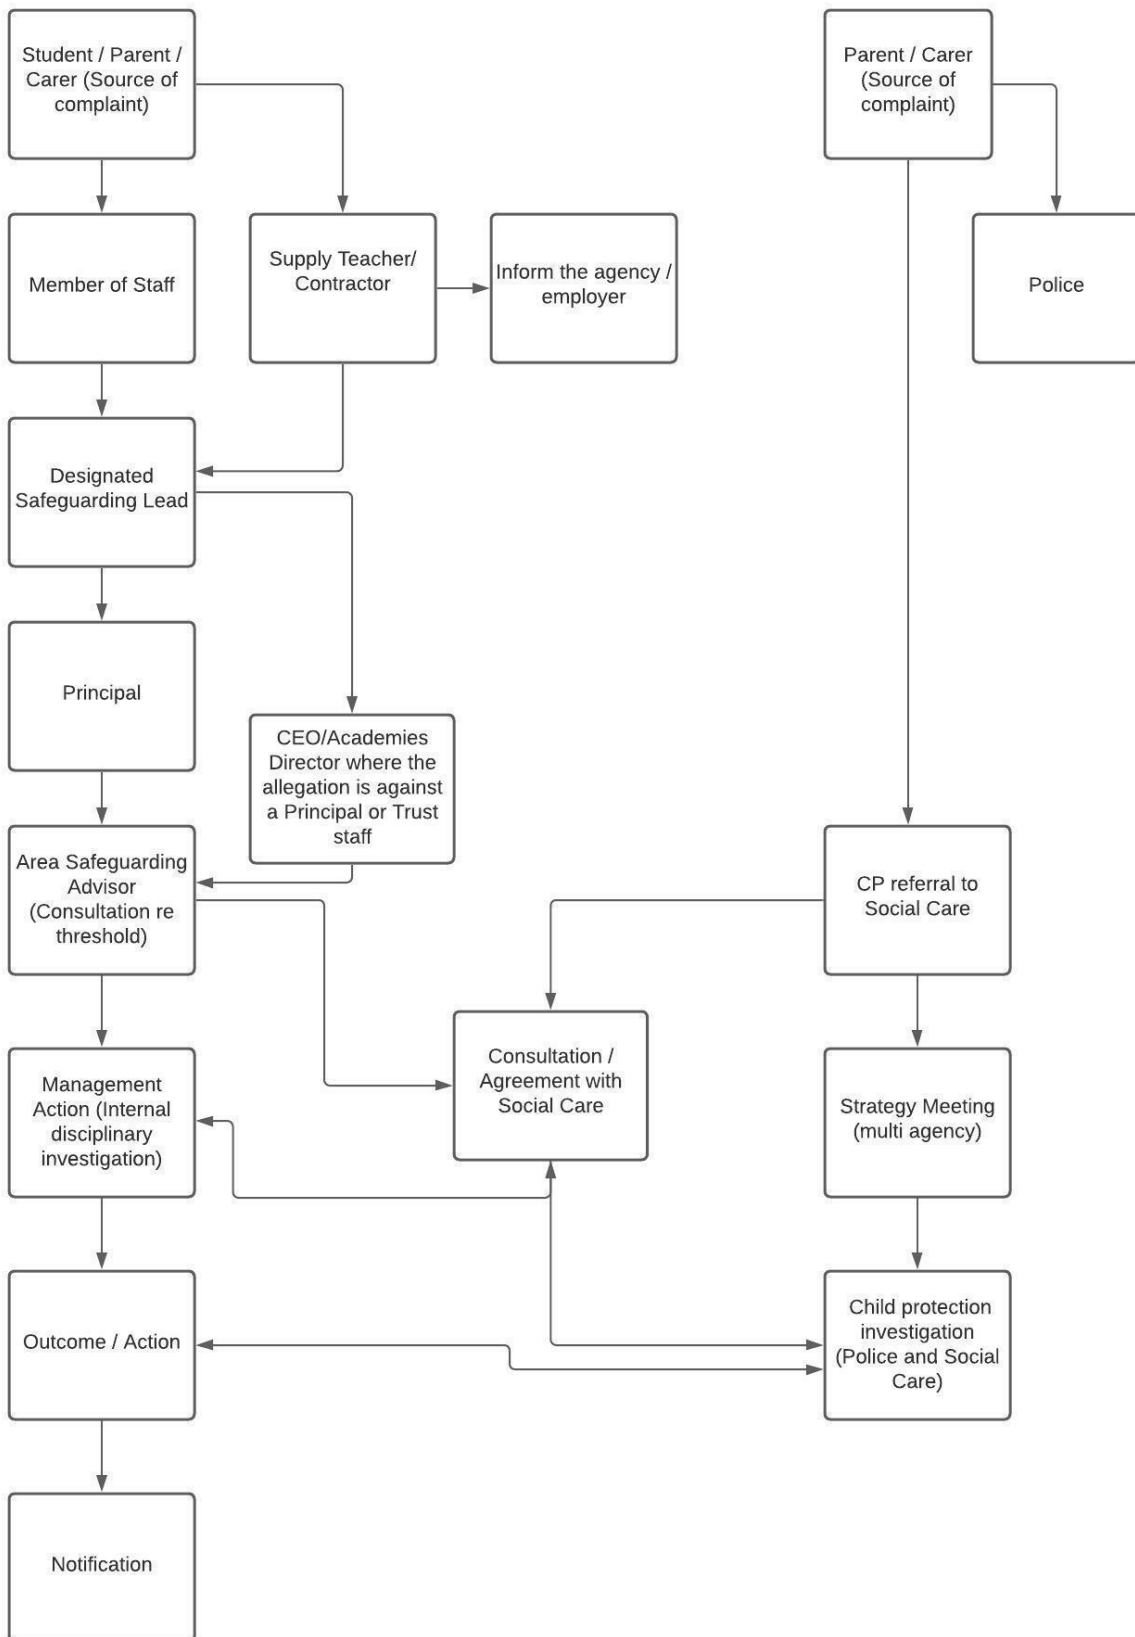 Student / Parent /
Carer (Source of
complaint)
Parent / Carer
(Source of
complaint)
Member of Staff
Supply Teacher/
Contractor
Inform the agency /
employer
Police
Designated
Safeguarding Lead
Principal
CEO/Academies
Director where the
allegation is against
a Principal or Trust
staff
Area Safeguarding
Advisor
(Consultation re
threshold)
CP referral to
Social Care
Consultation /
Agreement with
Social Care
Management
Action (Internal
disciplinary
investigation)
Strategy Meeting
(multi agency)
Outcome / Action
Child protection
investigation
(Police and Social
Care)
Notification